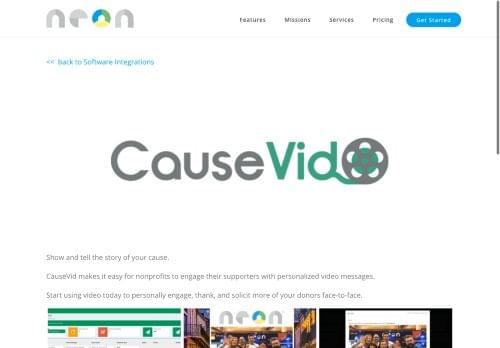 neon
Features Missions Services Pricing Get Started
<< back to Software Integrations
CauseVid
Show and tell the story of your cause.
CauseVid makes it easy for nonprofits to engage their supporters with personalized video messages.
Start using video today to personally engage, thank, and solicit more of your donors face-to-face.
neon